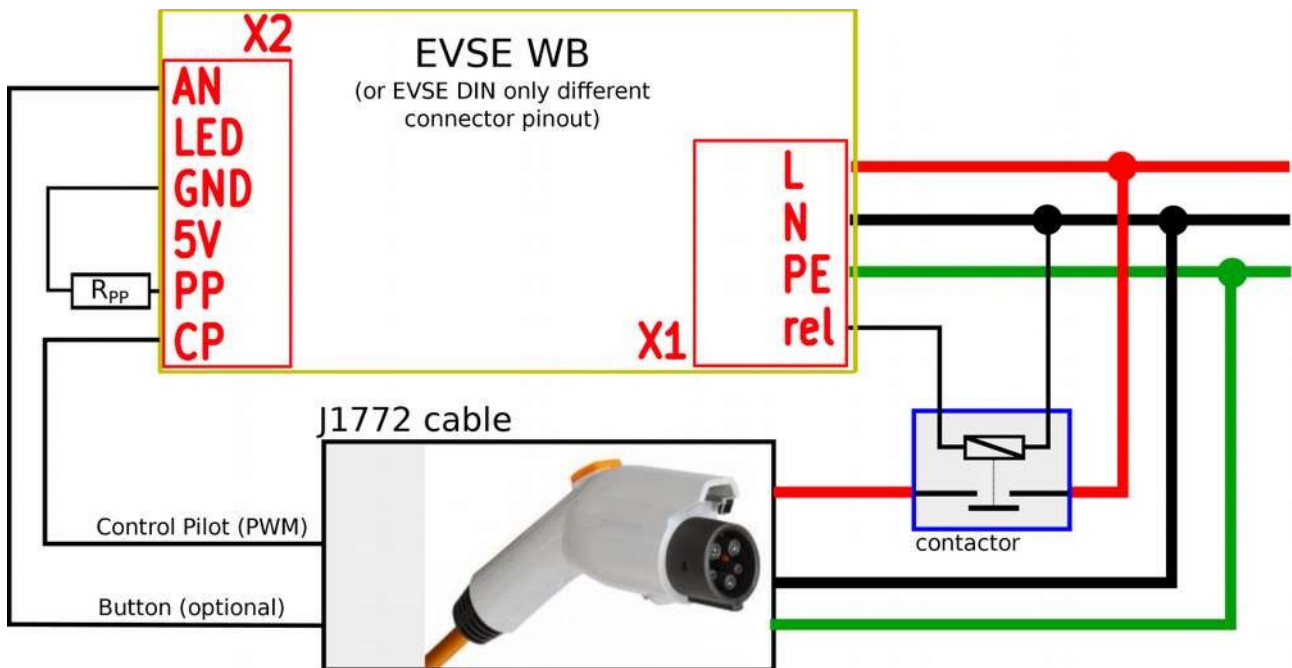 X2
EVSE WB
(or EVSE DIN only different
connector pinout)
AN
LED
GND
5V
PP
CP
RPP
L
N
PE
rel
X1
J1772 cable
Control Pilot (PWM)
Button (optional)
contactor